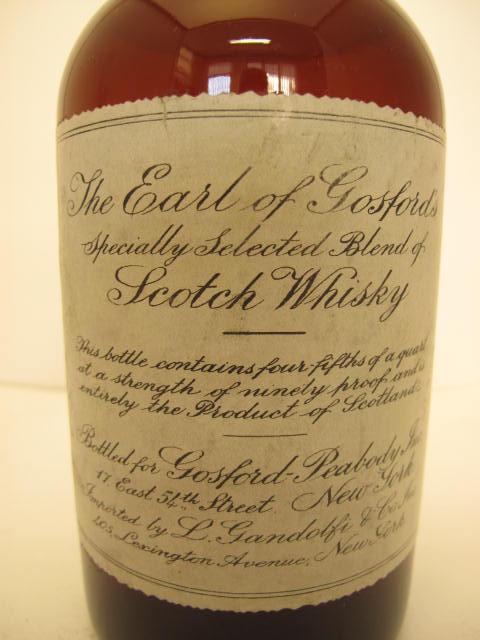 The Earl of Gosford's
Specially Selected Blend of
Scotch Whisky
This bottle contains four fifths of a quart
at a strength of ninety proof and is
entirely the Product of Scotland.
Bottled for Gosford-Peabody Inc.
17. East 54th Street. New York
Imported by L. Gandolfi & Co. Inc.
405, Lexington Avenue, New York